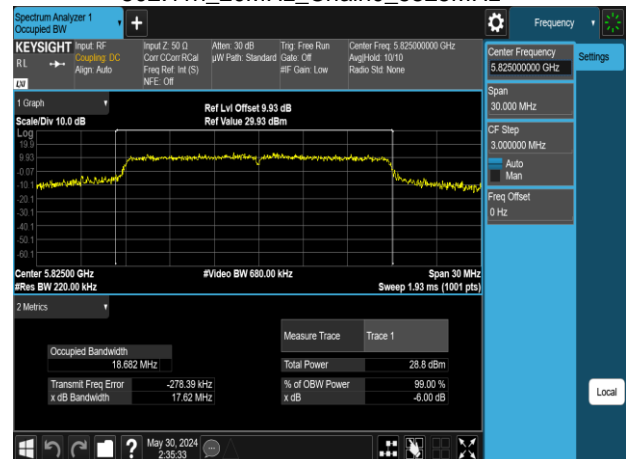 Spectrum Analyzer 1
Occupied BW
+
Frequency
KEYSIGHT
RL
LXI
Input: RF
Coupling: DC
Align: Auto
Input Z: 50 Ω
Corr CCorr RCal
Freq Ref: Int (S)
NFE: Off
Atten: 30 dB
µW Path: Standard
Trig: Free Run
Gate: Off
#IF Gain: Low
Center Freq: 5.825000000 GHz
Avg|Hold: 10/10
Radio Std: None
Center Frequency
5.825000000 GHz
Settings
Span
30.000 MHz
CF Step
3.000000 MHz
Auto
Man
Freq Offset
0 Hz
Local
1 Graph
Scale/Div 10.0 dB
Ref Lvl Offset 9.93 dB
Ref Value 29.93 dBm
Log
19.9
9.93
-0.07
-10.1
-20.1
-30.1
-40.1
-50.1
-60.1
Center 5.82500 GHz
#Res BW 220.00 kHz
#Video BW 680.00 kHz
Span 30 MHz
Sweep 1.93 ms (1001 pts)
2 Metrics
Measure Trace Trace 1
Occupied Bandwidth
18.682 MHz
Total Power 28.8 dBm
Transmit Freq Error -278.39 kHz
% of OBW Power 99.00 %
x dB Bandwidth 17.62 MHz
x dB -6.00 dB
?
May 30, 2024
2:35:33